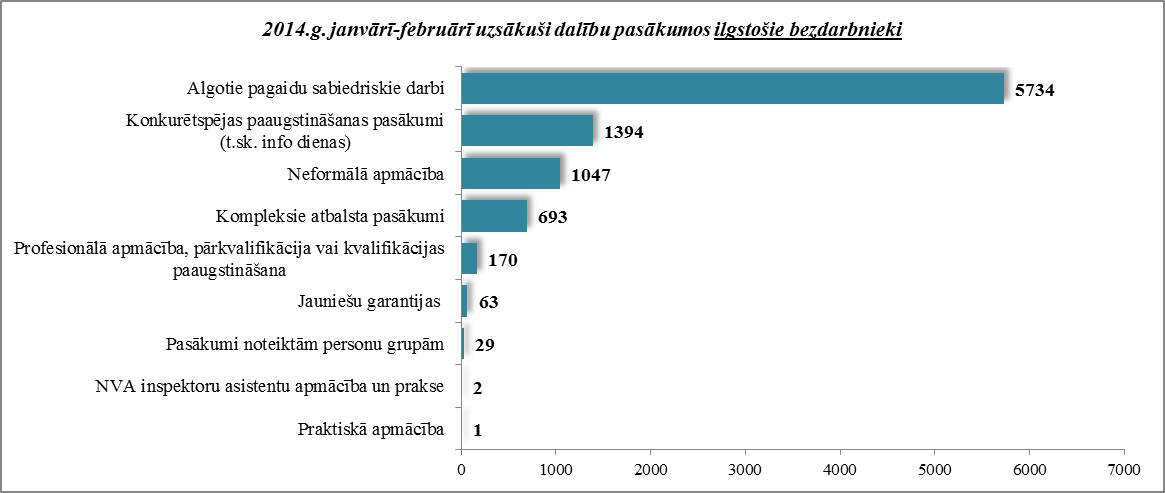 2014.g. janvārī-februārī uzsākuši dalību pasākumos ilgstošie bezdarbnieki
Algotie pagaidu sabiedriskie darbi
5734
Konkurētspējas paaugstināšanas pasākumi
(t.sk. info dienas)
1394
Neformālā apmācība
1047
Kompleksie atbalsta pasākumi
693
Profesionālā apmācība, pārkvalifikācija vai kvalifikācijas
paaugstināšana
170
Jauniešu garantijas
63
Pasākumi noteiktām personu grupām
29
NVA inspektoru asistentu apmācība un prakse
2
Praktiskā apmācība
1
0 1000 2000 3000 4000 5000 6000 7000